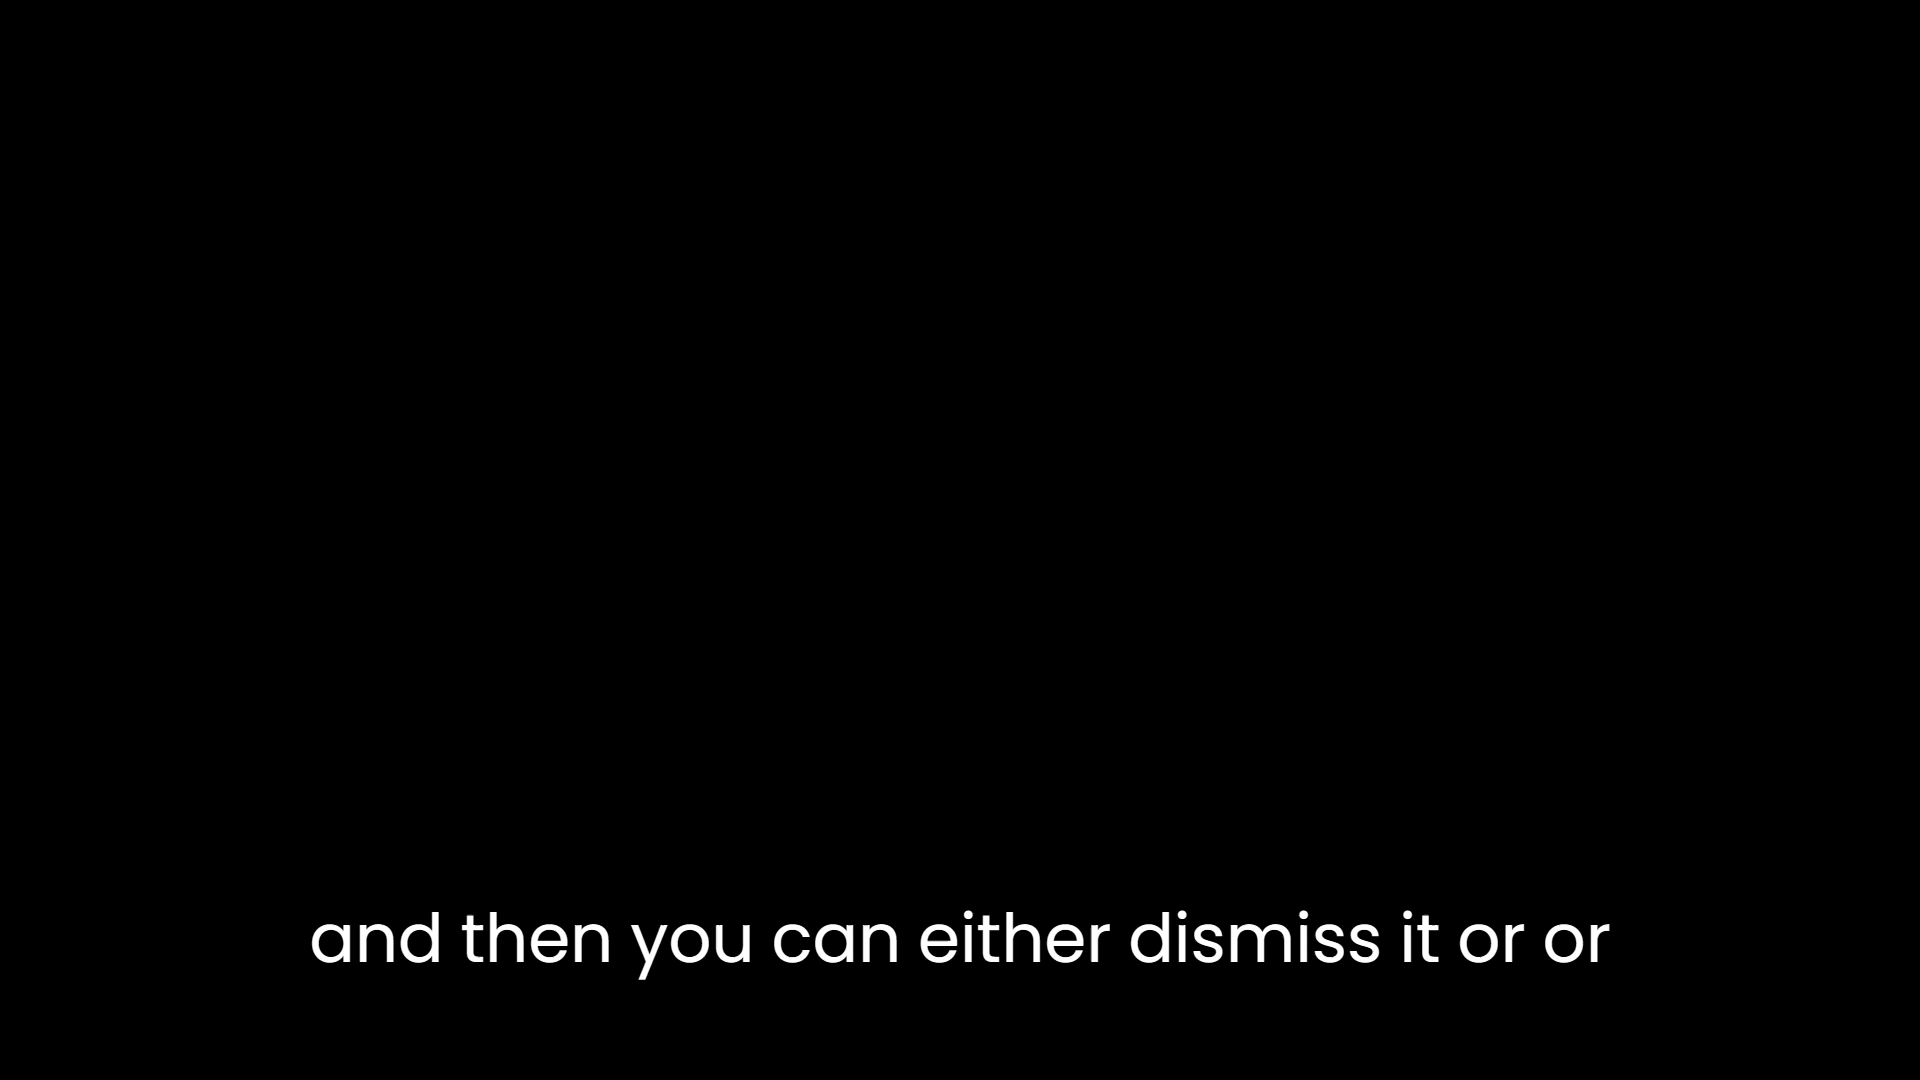 and then you can either dismiss it or or